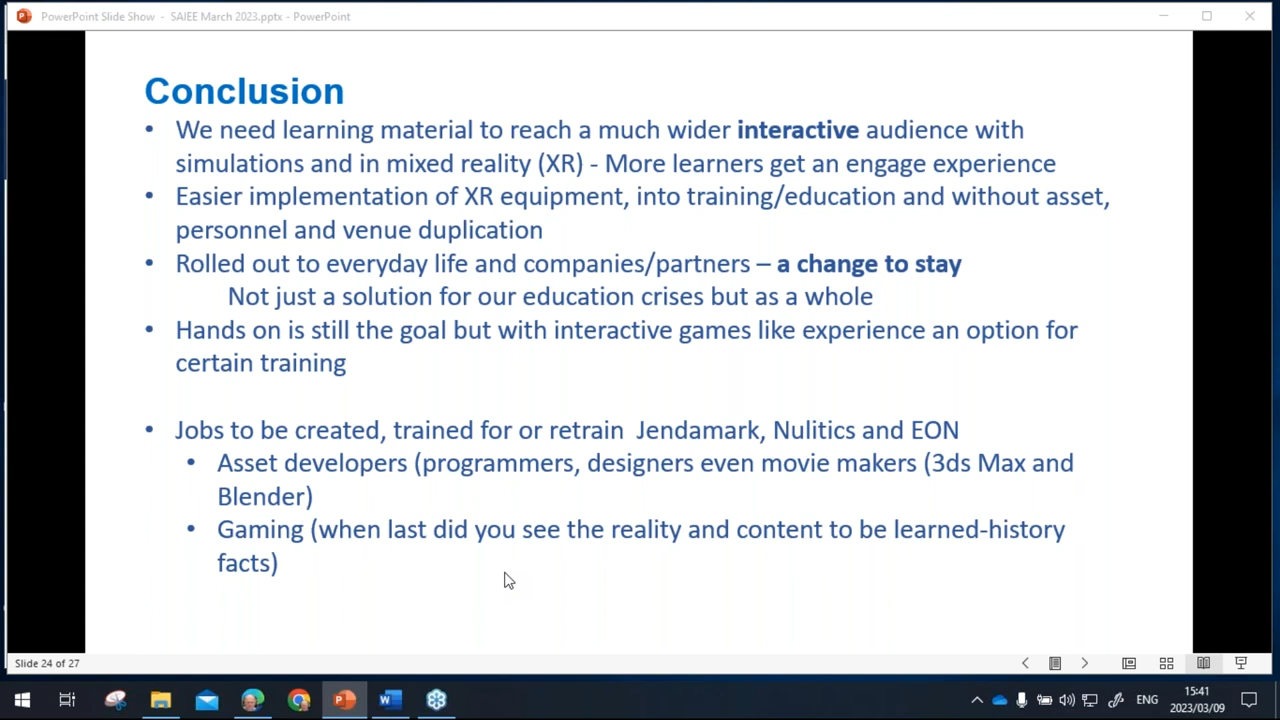 PowerPoint Slide Show - SAIEE March 2023.pptx - PowerPoint
Conclusion
• We need learning material to reach a much wider interactive audience with
simulations and in mixed reality (XR) - More learners get an engage experience
• Easier implementation of XR equipment, into training/education and without asset,
personnel and venue duplication
• Rolled out to everyday life and companies/partners – a change to stay
Not just a solution for our education crises but as a whole
• Hands on is still the goal but with interactive games like experience an option for
certain training
• Jobs to be created, trained for or retrain Jendamark, Nulitics and EON
• Asset developers (programmers, designers even movie makers (3ds Max and
Blender)
• Gaming (when last did you see the reality and content to be learned-history
facts)
Slide 24 of 27
ENG
15:41
2023/03/09